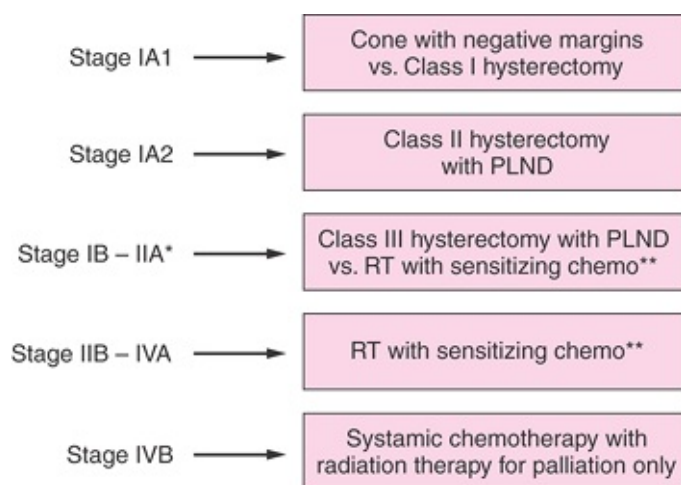 Stage IA1
Cone with negative margins
vs. Class I hysterectomy
Stage IA2
Class II hysterectomy
with PLND
Stage IB – IIA*
Class III hysterectomy with PLND
vs. RT with sensitizing chemo**
Stage IIB – IVA
RT with sensitizing chemo**
Stage IVB
Systamic chemotherapy with
radiation therapy for palliation only